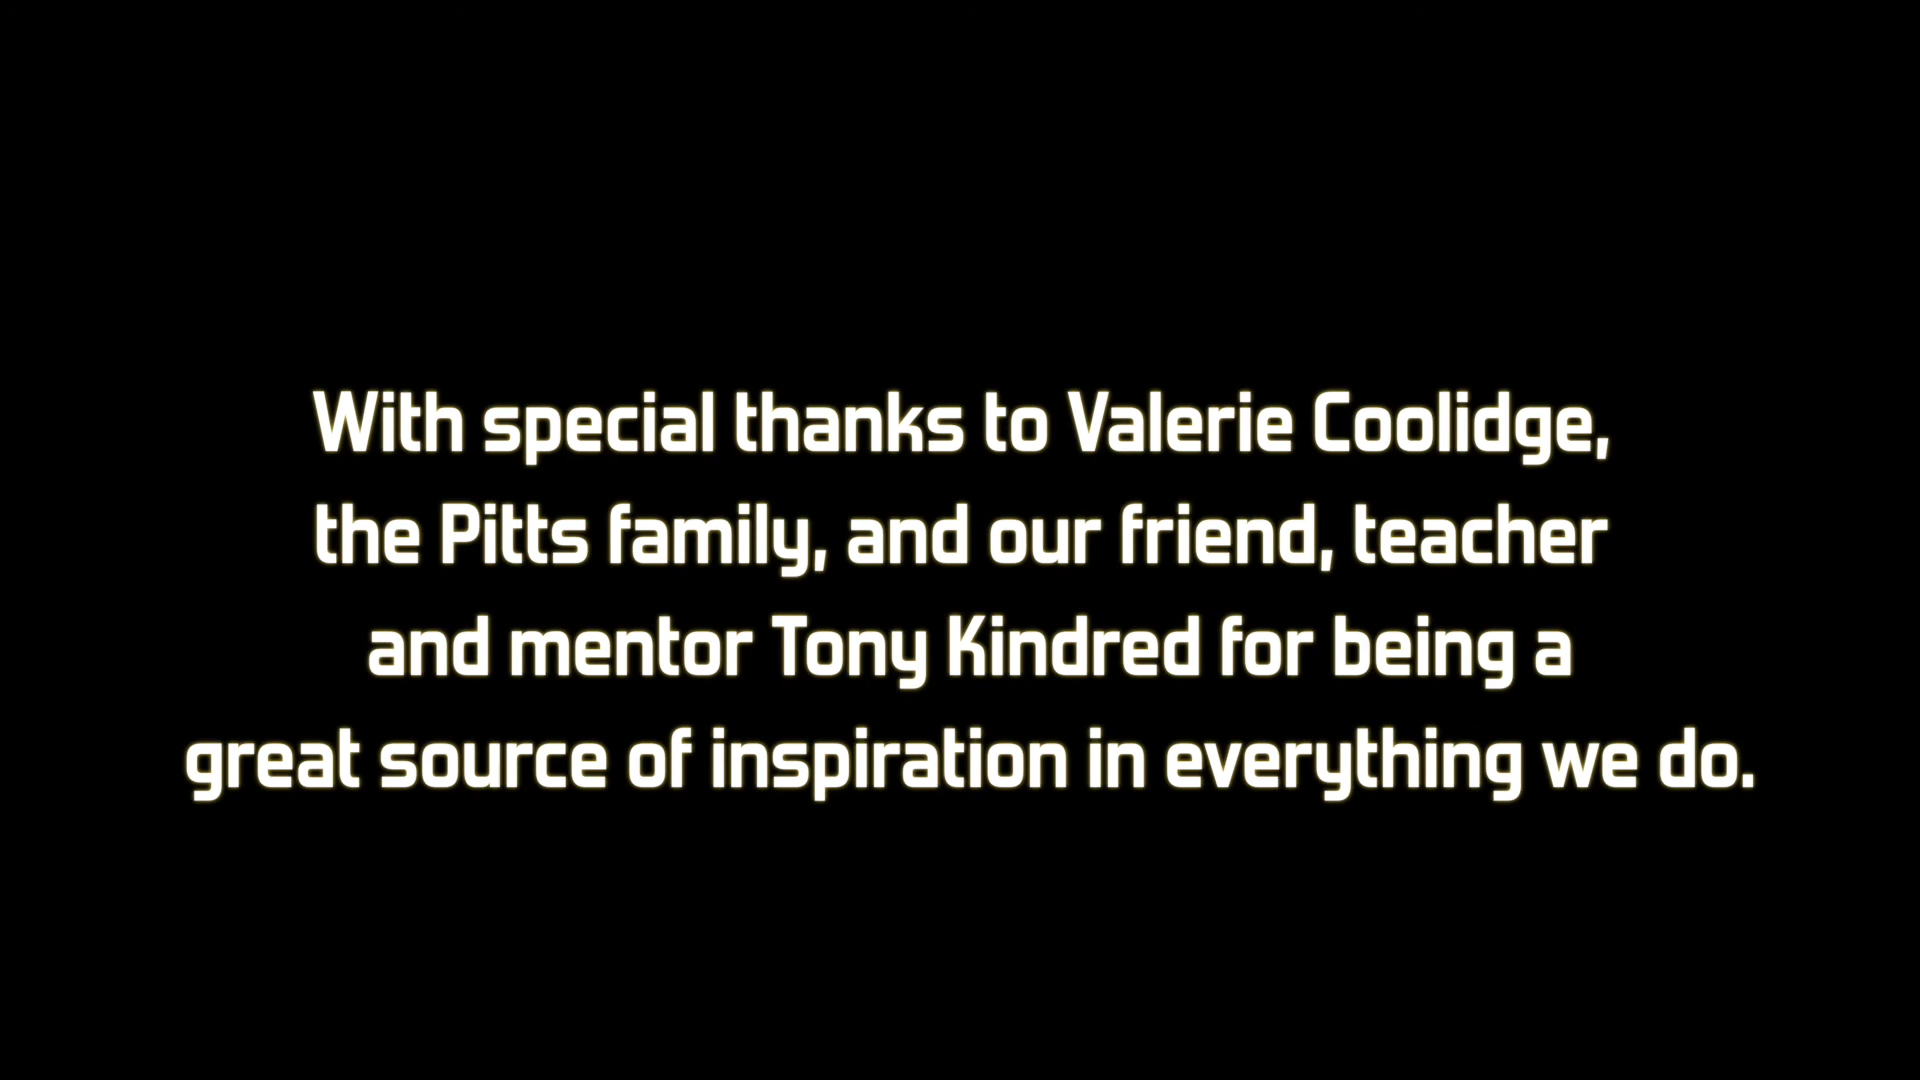 With special thanks to Valerie Coolidge,
the Pitts family, and our friend, teacher
and mentor Tony Kindred for being a
great source of inspiration in everything we do.